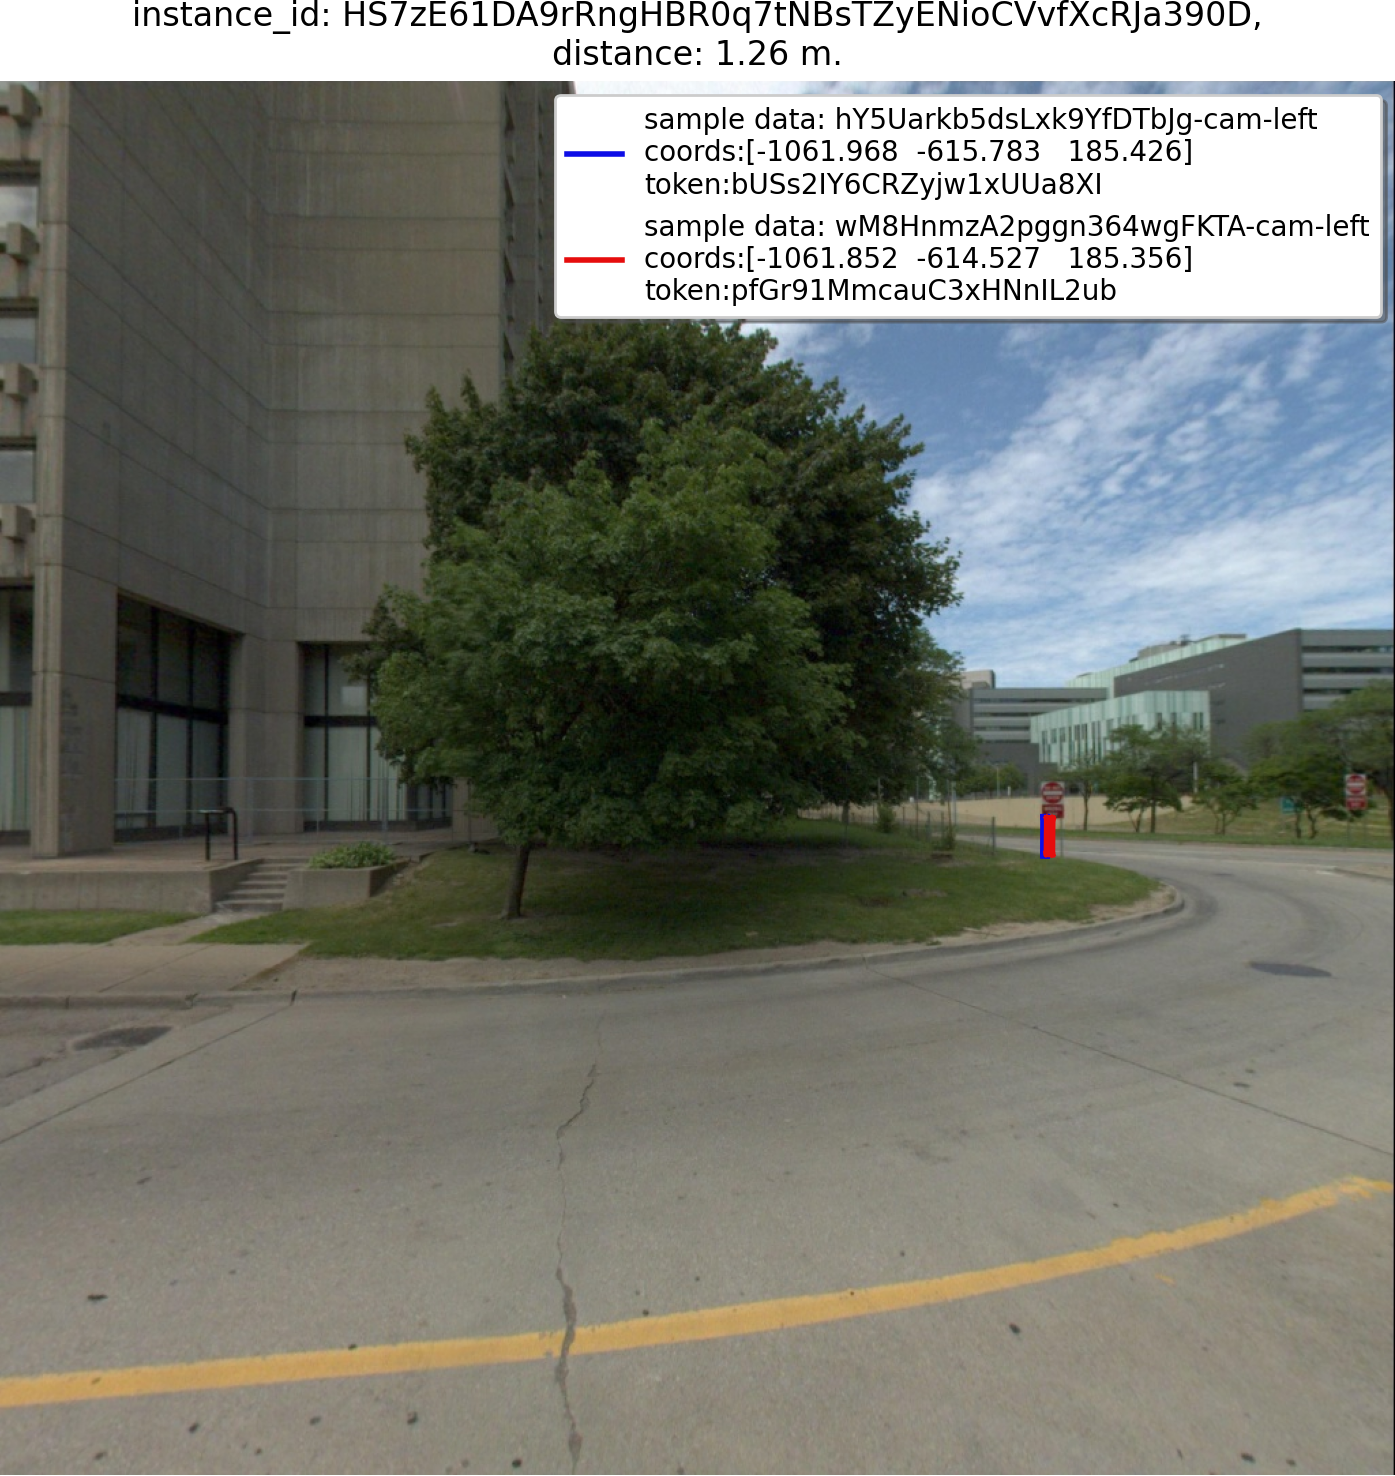 instance_id: HS7zE61DA9rRngHBR0q7tNBsTZyENioCVvfXcRJa390D,
distance: 1.26 m.
sample data: hY5Uarkb5dsLxk9YfDTbJg-cam-left
coords:[-1061.968  -615.783   185.426]
token:bUSs2IY6CRZyjw1xUUa8XI
sample data: wM8HnmzA2pggn364wgFKTA-cam-left
coords:[-1061.852  -614.527   185.356]
token:pfGr91MmcauC3xHNnIL2ub